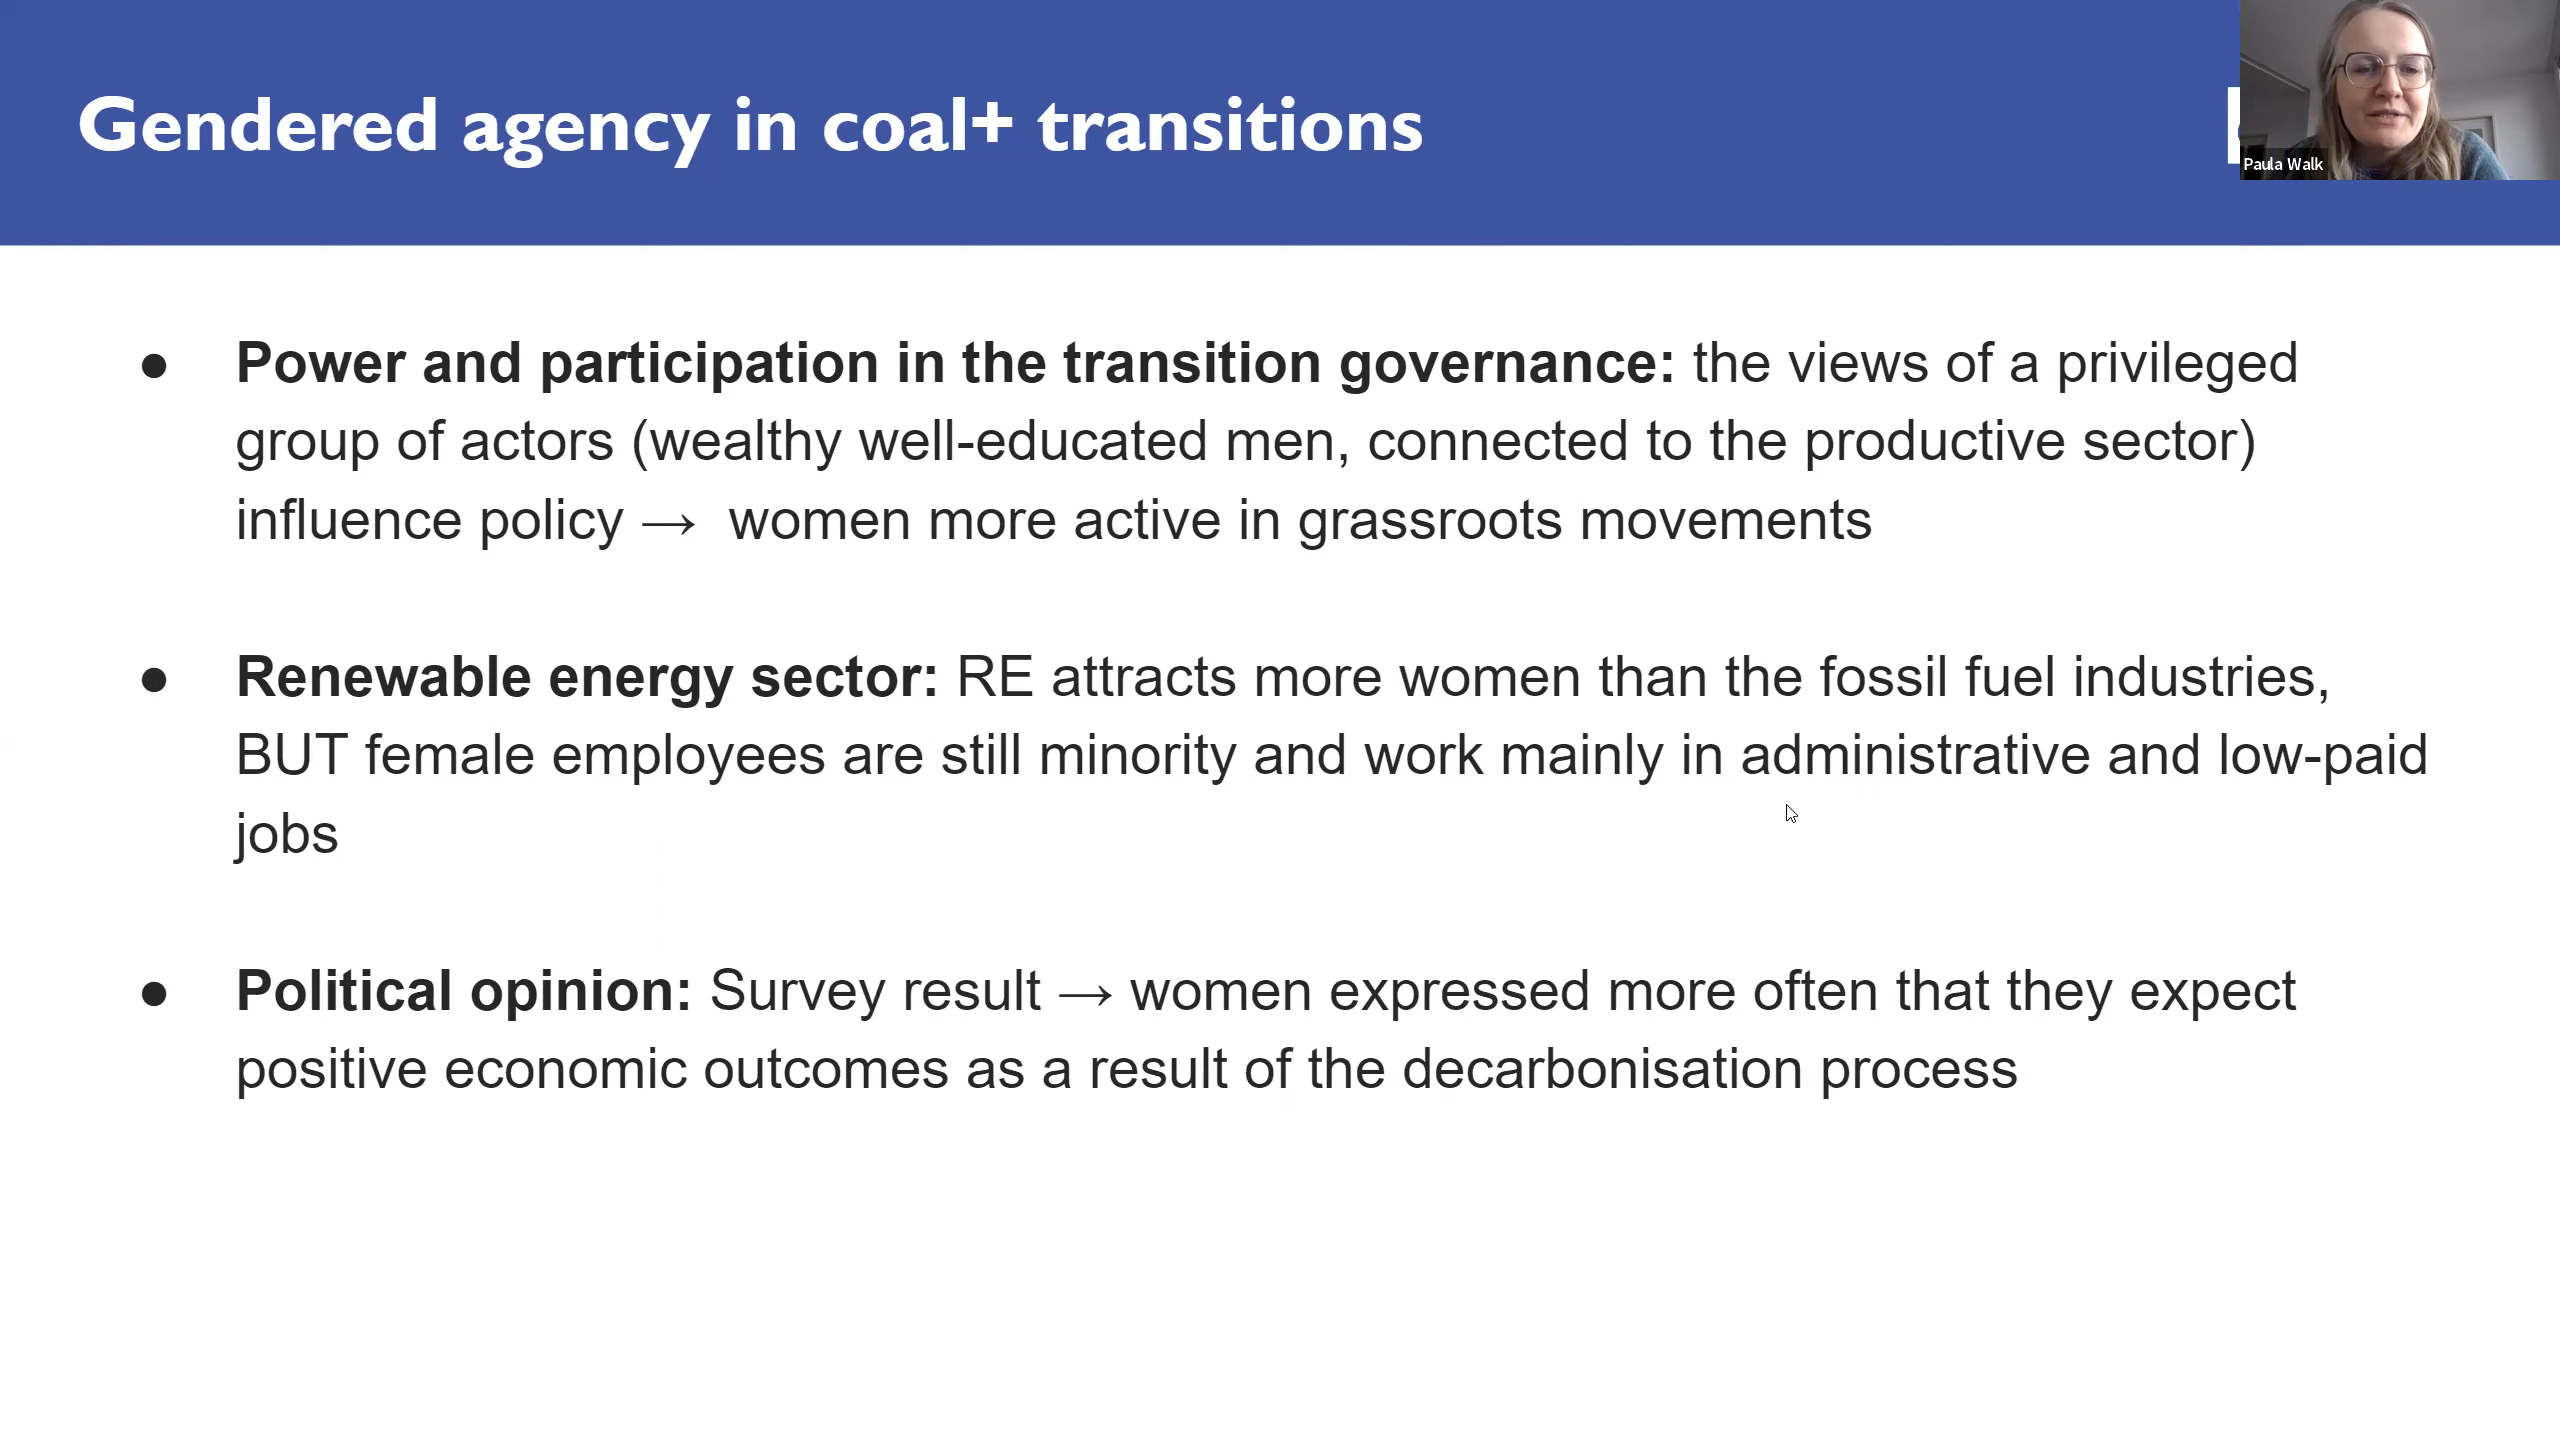 Gendered agency in coal+ transitions
Paula Walk
● Power and participation in the transition governance: the views of a privileged
group of actors (wealthy well-educated men, connected to the productive sector)
influence policy → women more active in grassroots movements
● Renewable energy sector: RE attracts more women than the fossil fuel industries,
BUT female employees are still minority and work mainly in administrative and low-paid
jobs
● Political opinion: Survey result → women expressed more often that they expect
positive economic outcomes as a result of the decarbonisation process